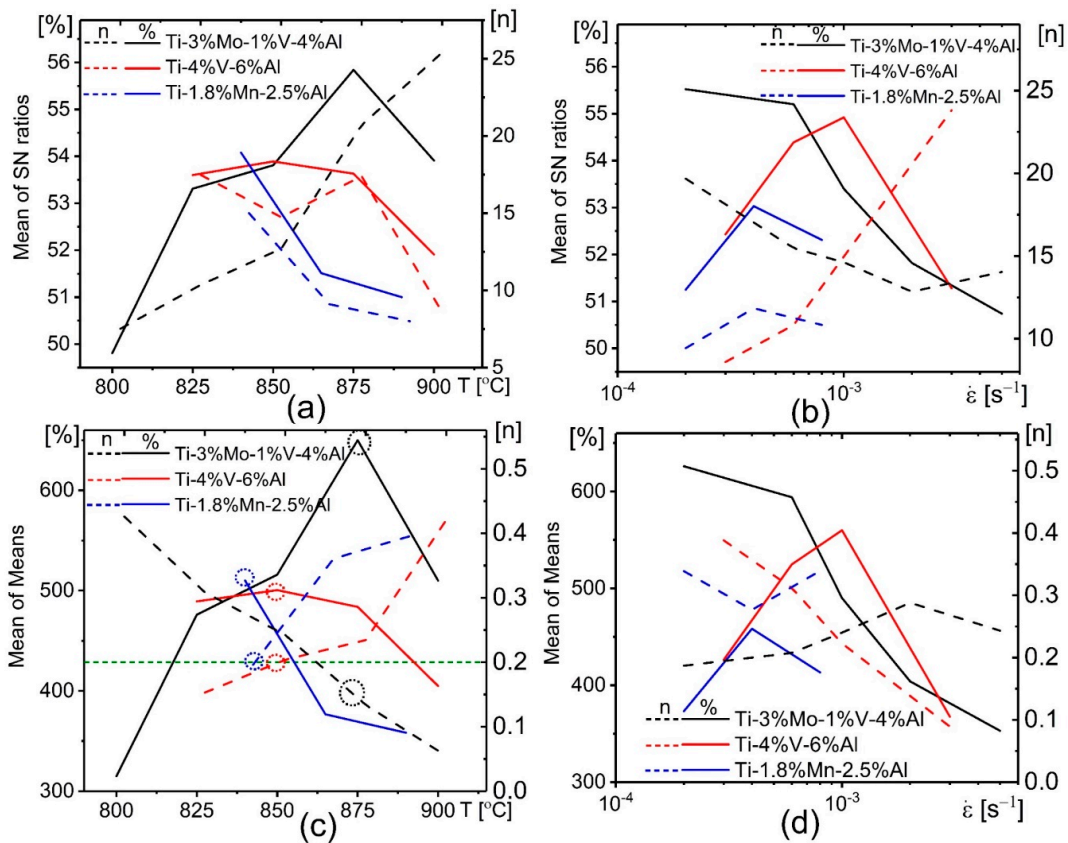 [%] n % [n]
Ti-3%Mo-1%V-4%Al
Ti-4%V-6%Al
Ti-1.8%Mn-2.5%Al
Mean of SN ratios
56
55
54
53
52
51
50
25
20
15
10
5
800 825 850 875 900 T [°C]
(a)
[%] n % [n]
Ti-3%Mo-1%V-4%Al
Ti-4%V-6%Al
Ti-1.8%Mn-2.5%Al
Mean of SN ratios
56
55
54
53
52
51
50
25
20
15
10
10⁻⁴ 10⁻³ ε̇ [s⁻¹]
(b)
[%] n % [n]
Ti-3%Mo-1%V-4%Al
Ti-4%V-6%Al
Ti-1.8%Mn-2.5%Al
Mean of Means
600
500
400
300
0.5
0.4
0.3
0.2
0.1
0.0
800 825 850 875 900 T [°C]
(c)
[%] [n]
Mean of Means
600
500
400
300
0.5
0.4
0.3
0.2
0.1
0.0
n %
Ti-3%Mo-1%V-4%Al
Ti-4%V-6%Al
Ti-1.8%Mn-2.5%Al
10⁻⁴ 10⁻³ ε̇ [s⁻¹]
(d)